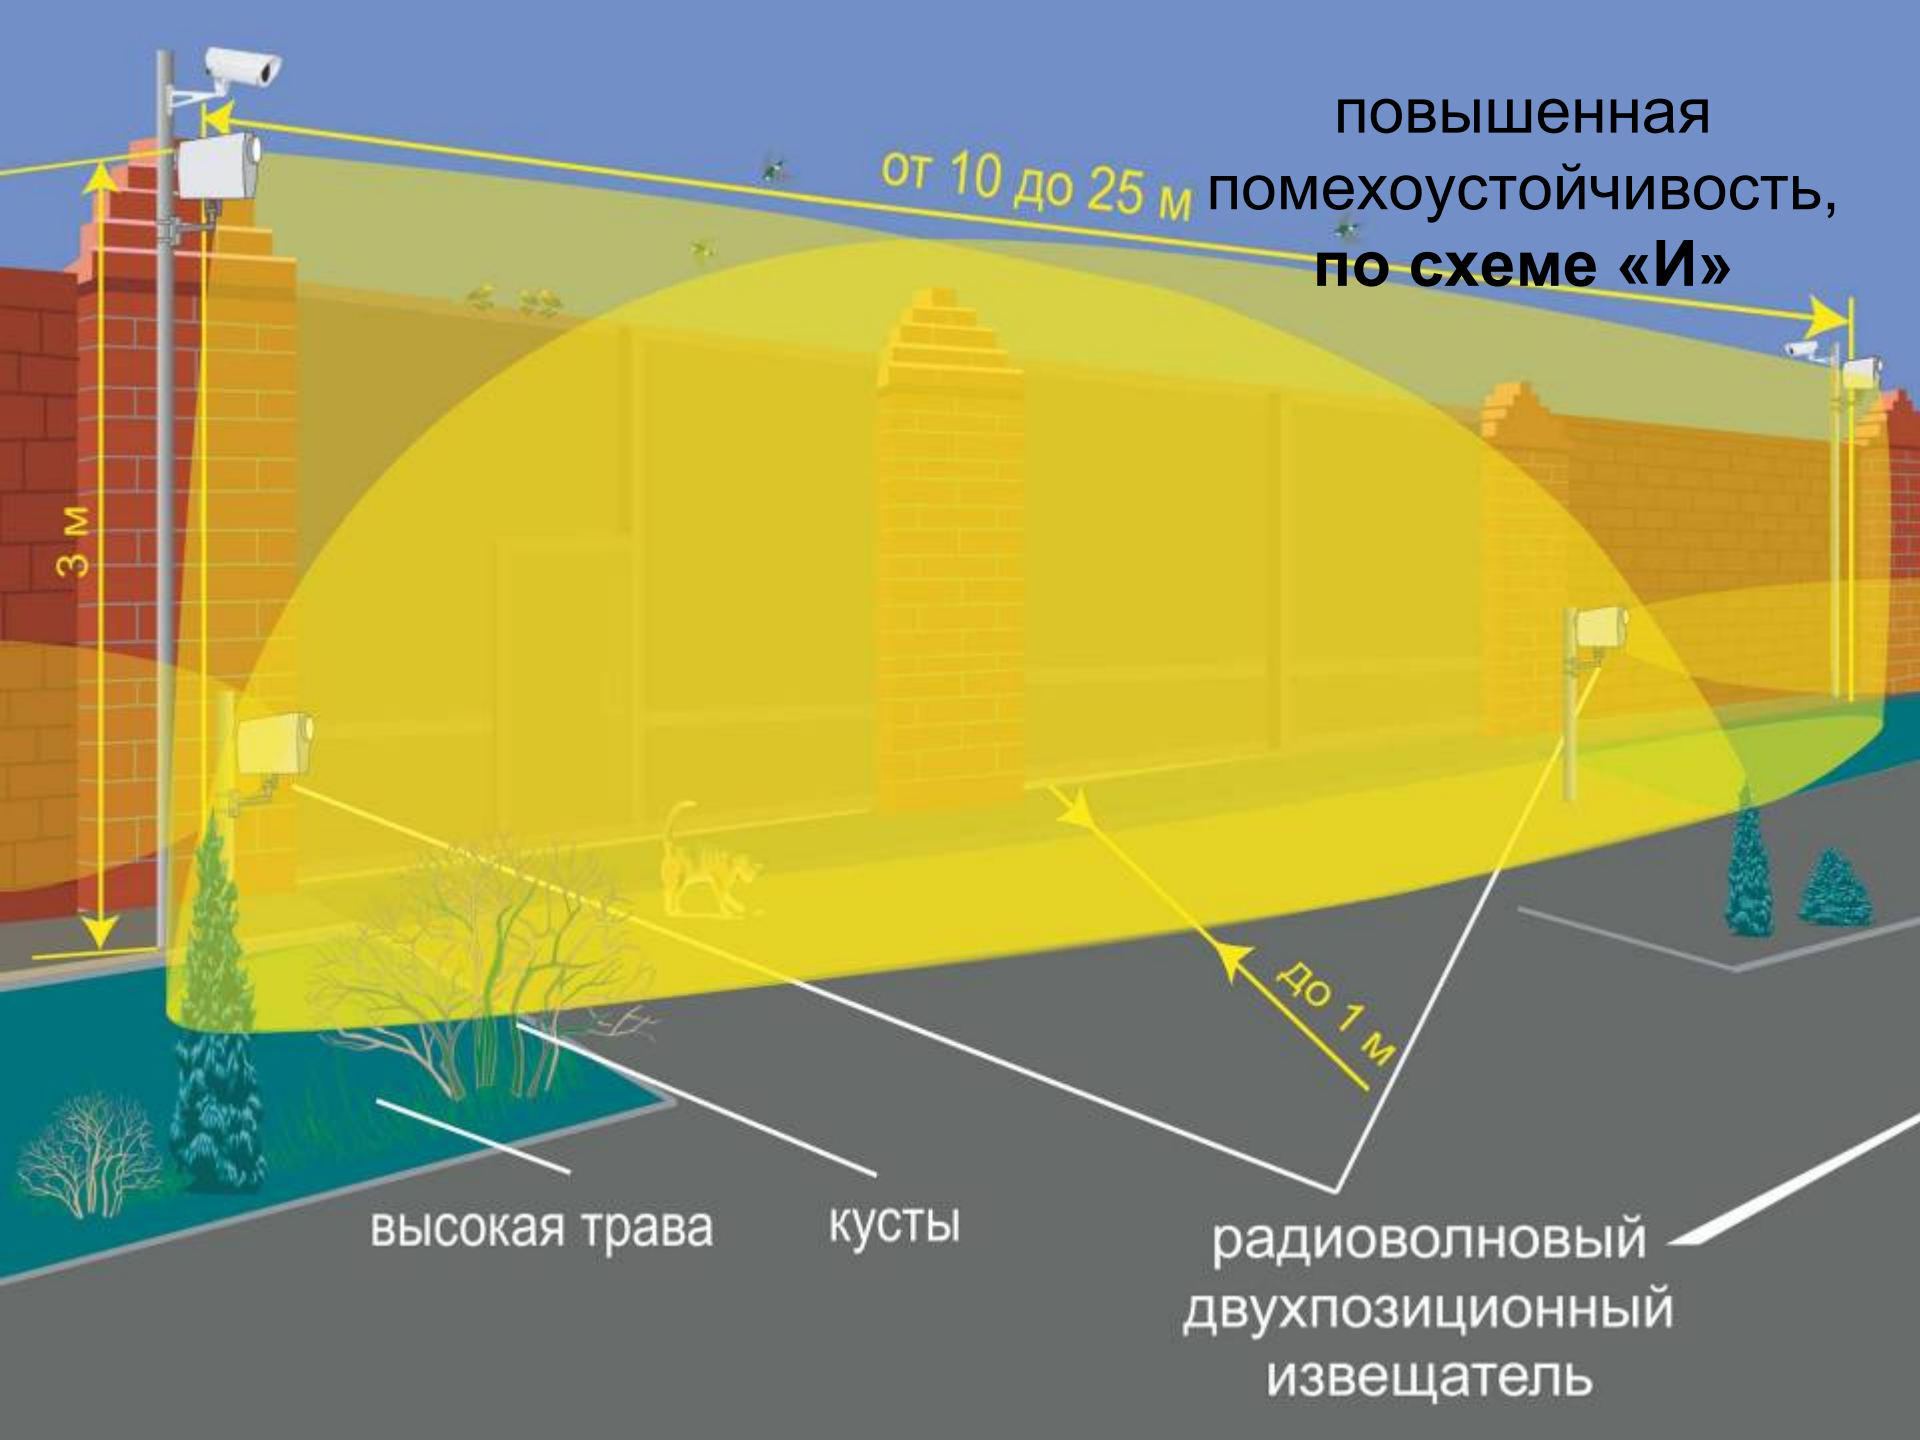 повышенная
помехоустойчивость,
по схеме «И»
от 10 до 25 м
3 м
до 1 м
высокая трава
кусты
радиоволновый
двухпозиционный
извещатель